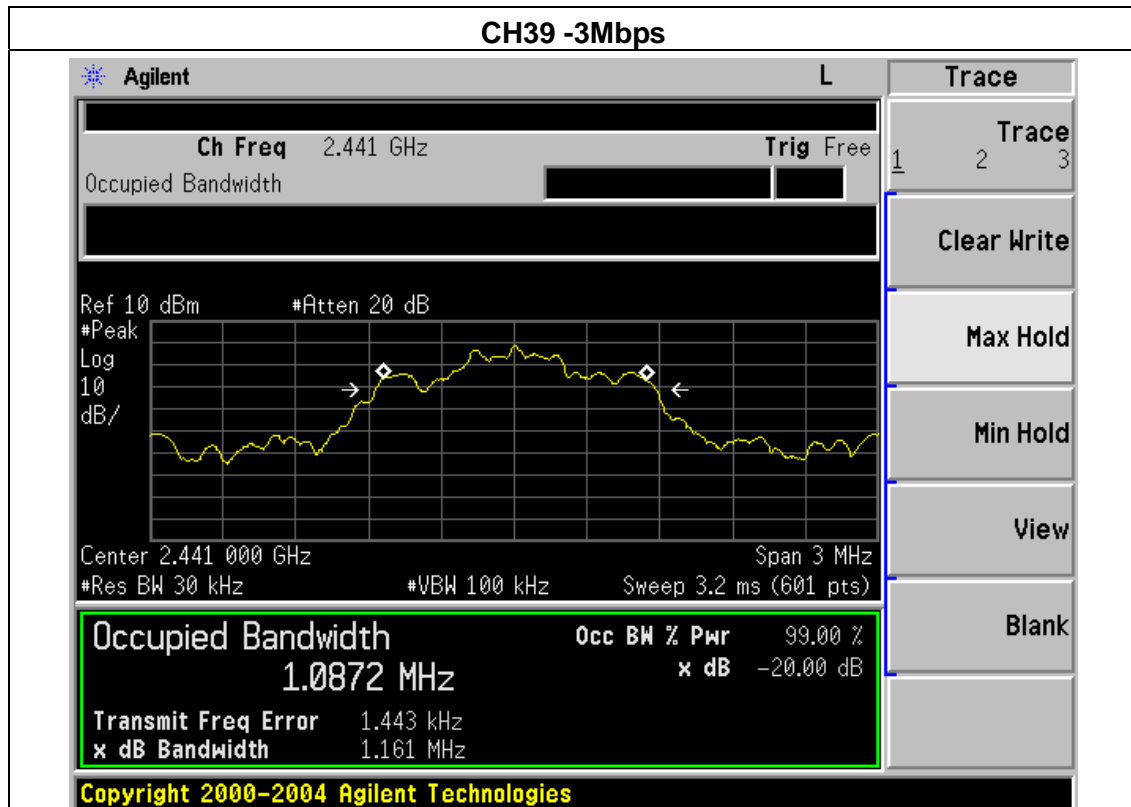 CH39 -3Mbps
Agilent L Trace
Ch Freq 2.441 GHz Trig Free
Occupied Bandwidth
Trace
1 2 3
Clear Write
Max Hold
Min Hold
View
Blank
Ref 10 dBm #Atten 20 dB
#Peak
Log
10
dB/
Center 2.441 000 GHz Span 3 MHz
#Res BW 30 kHz #VBW 100 kHz Sweep 3.2 ms (601 pts)
Occupied Bandwidth Occ BW % Pwr 99.00 %
1.0872 MHz x dB -20.00 dB
Transmit Freq Error 1.443 kHz
x dB Bandwidth 1.161 MHz
Copyright 2000-2004 Agilent Technologies